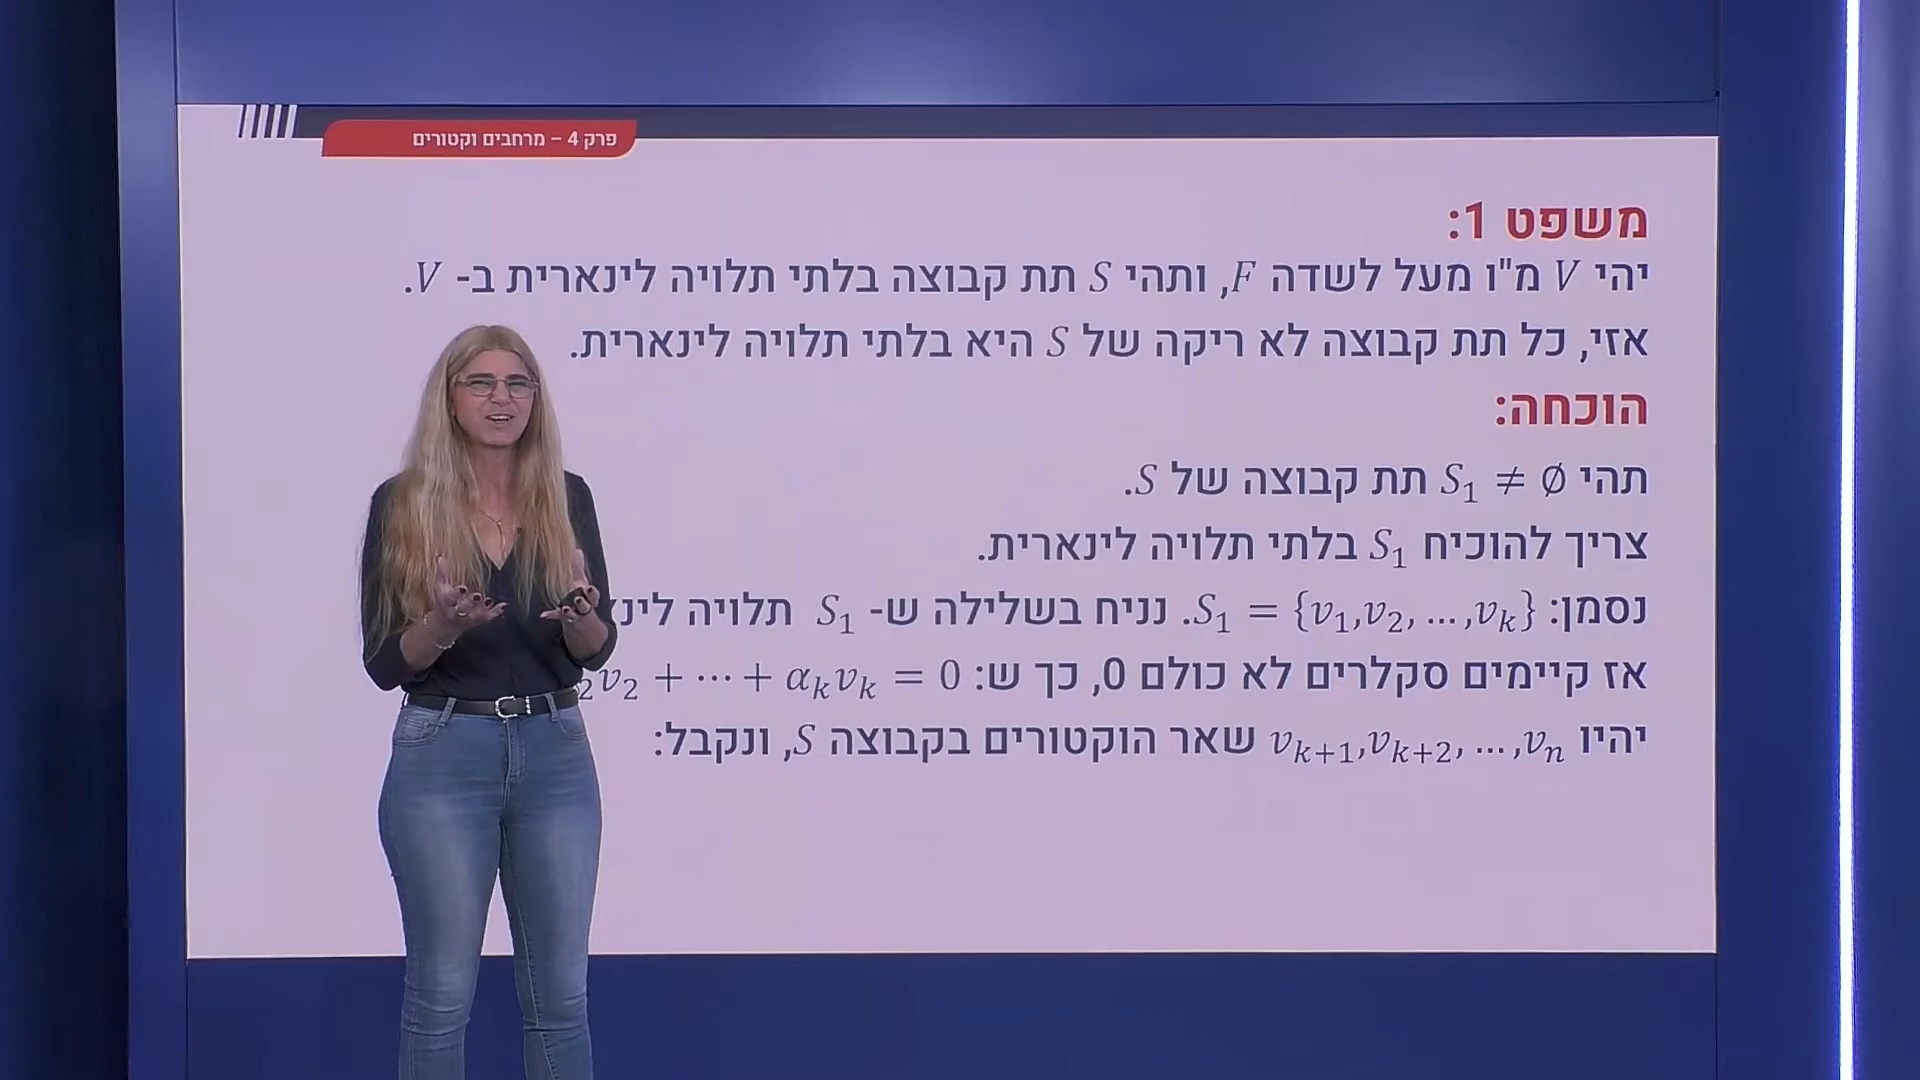 פרק 4 – מרחבים וקטורים
משפט 1:
יהי V מ"ו מעל לשדה F, ותהי S תת קבוצה בלתי תלויה לינארית ב- V.
אזי, כל תת קבוצה לא ריקה של S היא בלתי תלויה לינארית.
הוכחה:
תהי S₁ ≠ ∅ תת קבוצה של S.
צריך להוכיח S₁ בלתי תלויה לינארית.
נסמן: S₁ = {v₁,v₂, … ,vₖ}. נניח בשלילה ש- S₁ תלויה
אז קיימים סקלרים לא כולם 0, כך ש: ₂v₂ + ⋯ + αₖvₖ = 0
יהיו vₖ₊₁,vₖ₊₂, … ,vₙ שאר הוקטורים בקבוצה S, ונקבל: